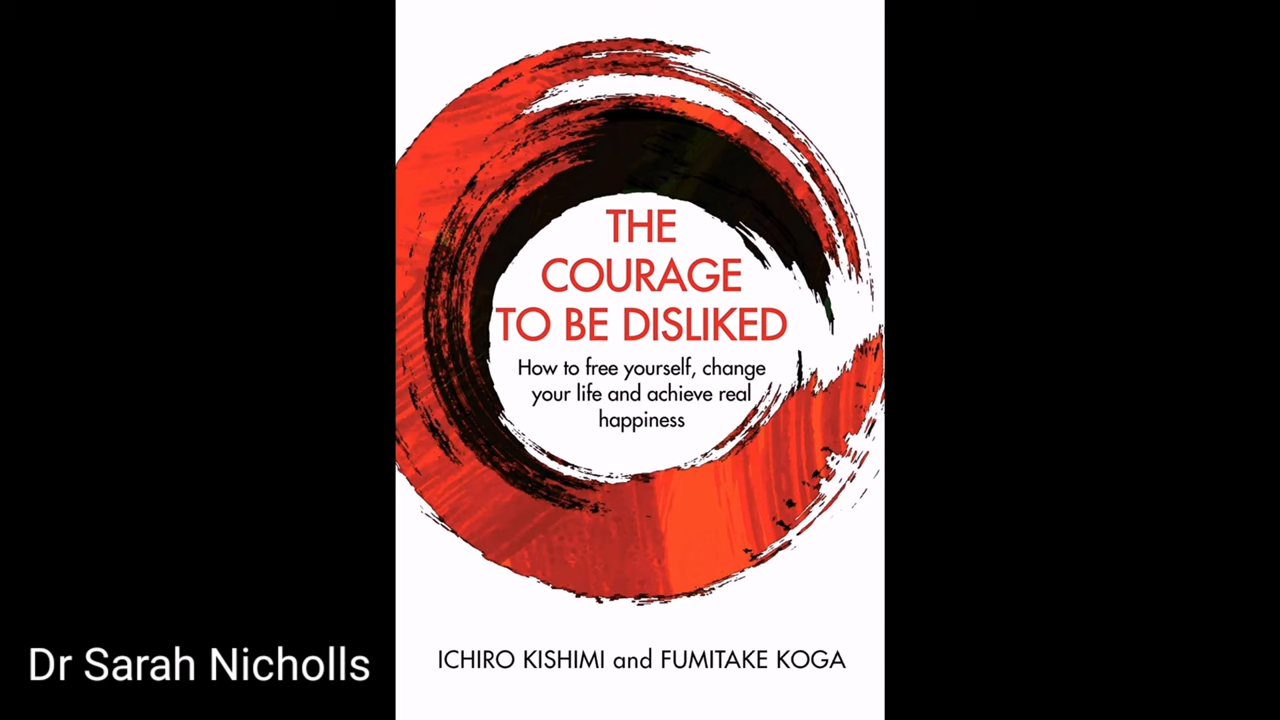 THE
COURAGE
TO BE DISLIKED
How to free yourself, change
your life and achieve real
happiness
ICHIRO KISHIMI and FUMITAKE KOGA
Dr Sarah Nicholls